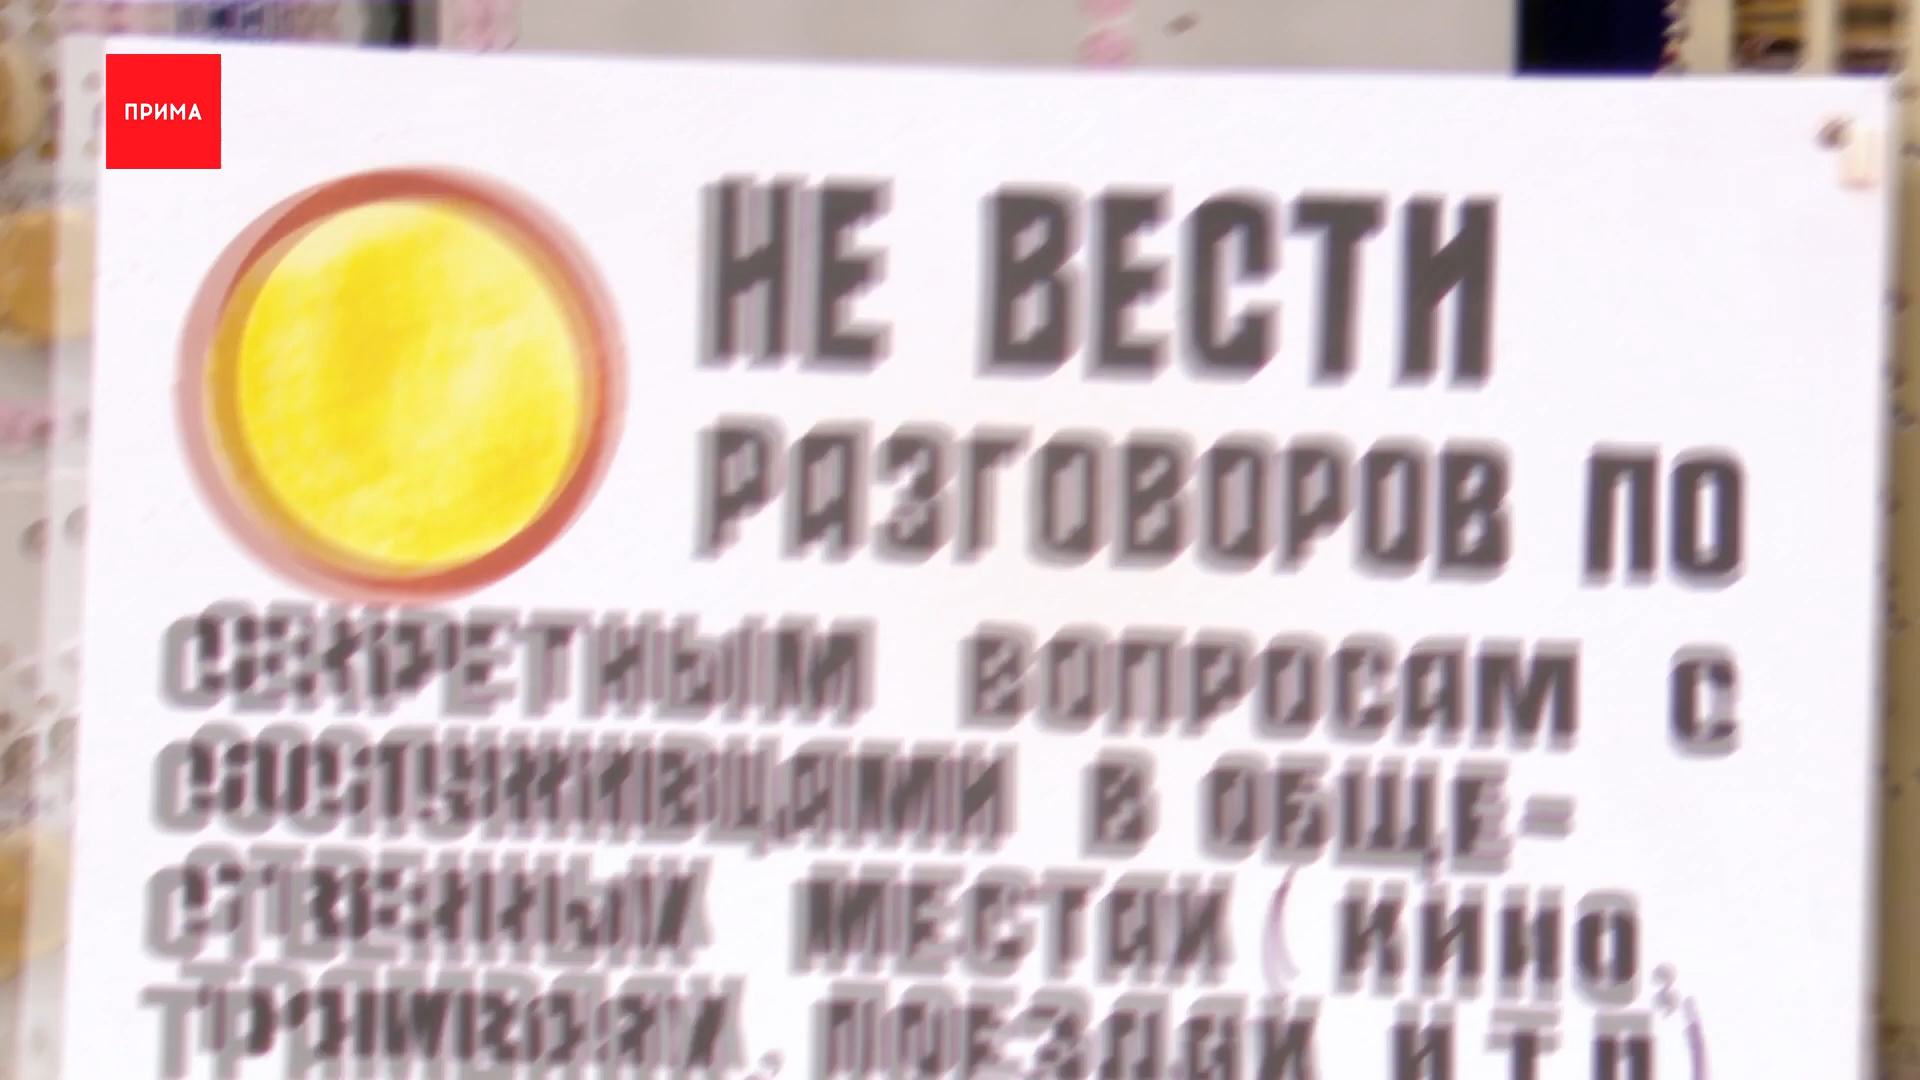 ПРИМА
НЕ ВЕСТИ
РАЗГОВОРОВ ПО
СЕКРЕТНЫМ ВОПРОСАМ С
СОСЛУЖИВЦАМИ В ОБЩЕ=
СТВЕННЫХ МЕСТАХ (КИНО,
ТРАМВАЯХ, ПОЕЗДАХ И Т П)